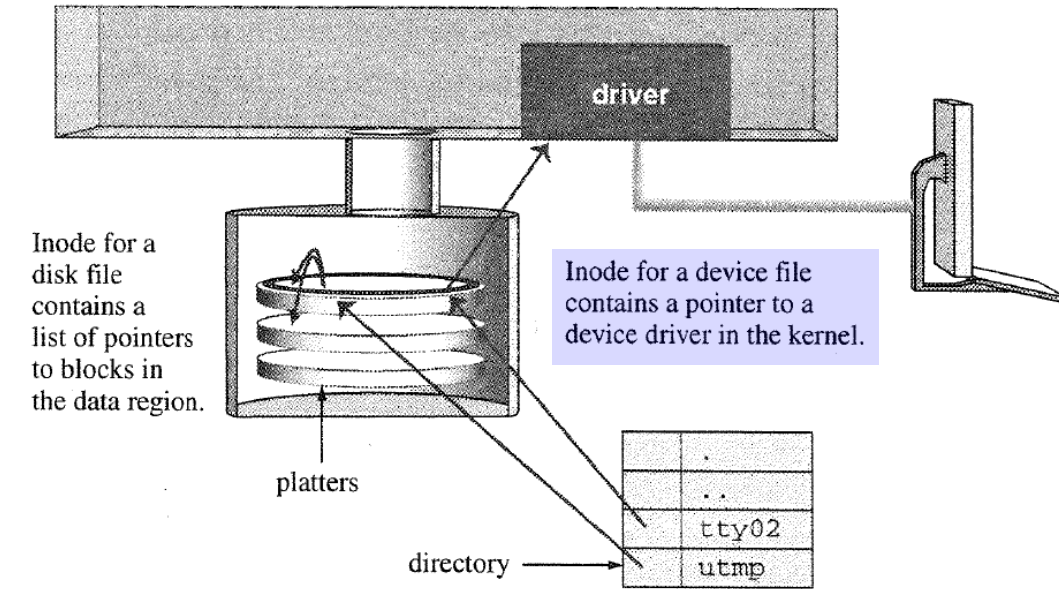 driver
Inode for a
disk file
contains a
list of pointers
to blocks in
the data region.
Inode for a device file
contains a pointer to a
device driver in the kernel.
platters
.
..
tty02
directory
utmp